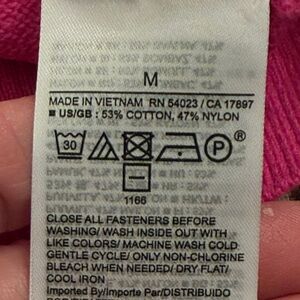 M
MADE IN VIETNAM RN 54023 / CA 17897
■ US/GB : 53% COTTON, 47% NYLON
30 P ®
1166
CLOSE ALL FASTENERS BEFORE
WASHING/ WASH INSIDE OUT WITH
LIKE COLORS/ MACHINE WASH COLD
GENTLE CYCLE/ ONLY NON-CHLORINE
BLEACH WHEN NEEDED/ DRY FLAT/
COOL IRON
Imported By/Importe Par/DISTRIBUIDO